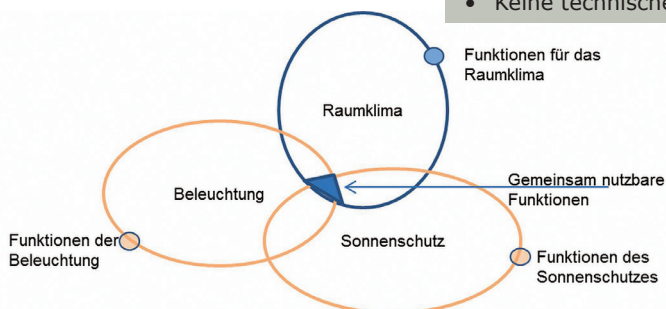 • Keine technische
Funktionen für das
Raumklima
Raumklima
Gemeinsam nutzbare
Funktionen
Beleuchtung
Sonnenschutz
Funktionen der
Beleuchtung
Funktionen des
Sonnenschutzes